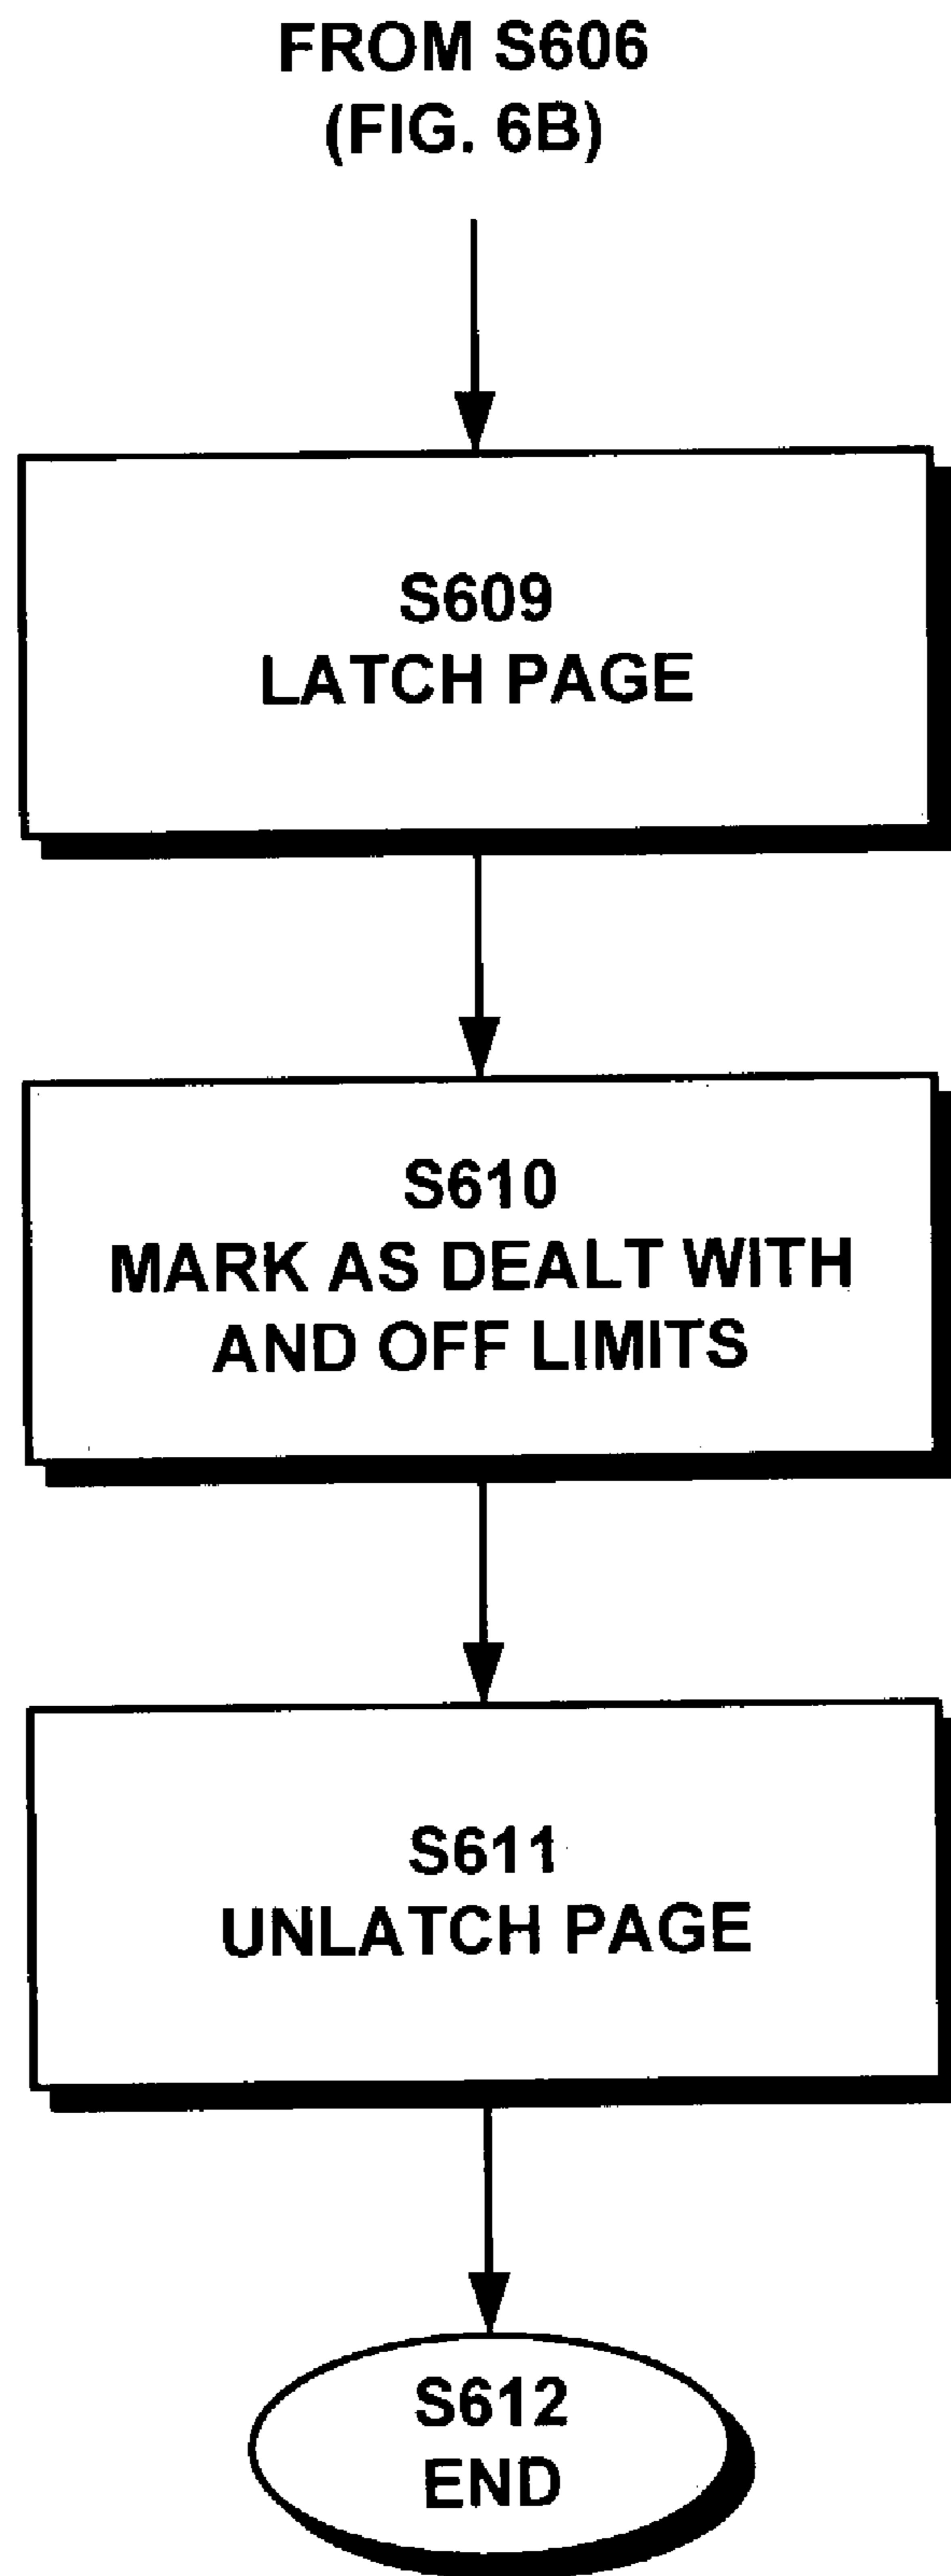 FROM S606
(FIG. 6B)
S609
LATCH PAGE
S610
MARK AS DEALT WITH
AND OFF LIMITS
S611
UNLATCH PAGE
S612
END